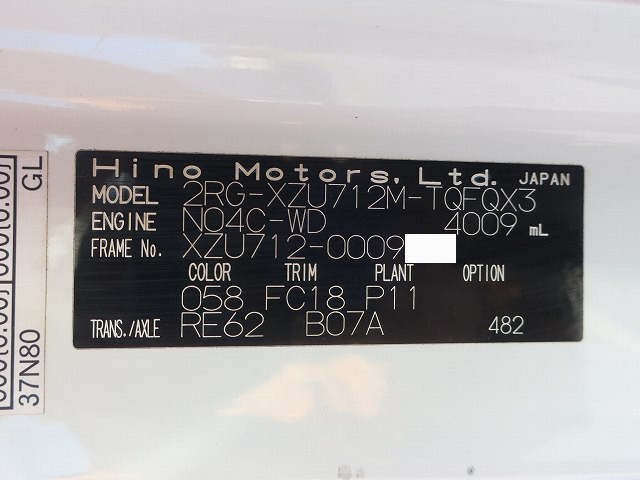 Hino Motors, Ltd. JAPAN
MODEL 2RG-XZU712M-TQFQX3
ENGINE N04C-WD 4009 mL
FRAME No. XZU712-0009
COLOR TRIM PLANT OPTION
058 FC18 P11
TRANS./AXLE RE62 B07A 482
GL
37N80